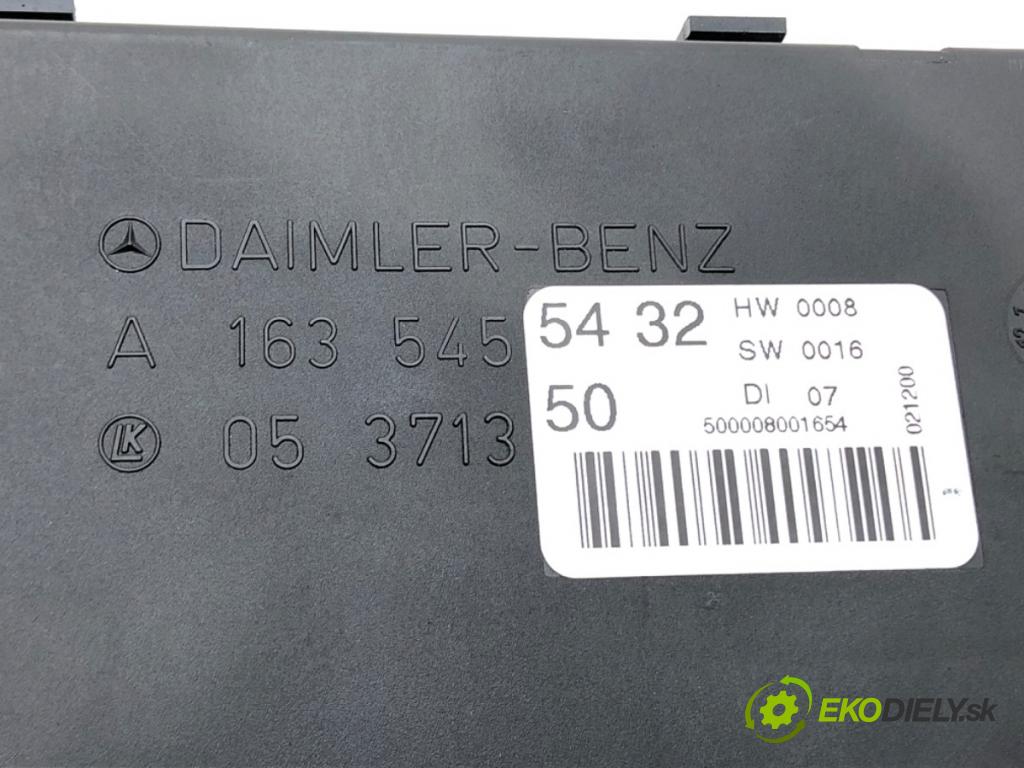 DAIMLER-BENZ
A 163 545 54 32
HW 0008
SW 0016
LK 05 3713 50
DI 07
500008001654
021200
EKODIELY.sk